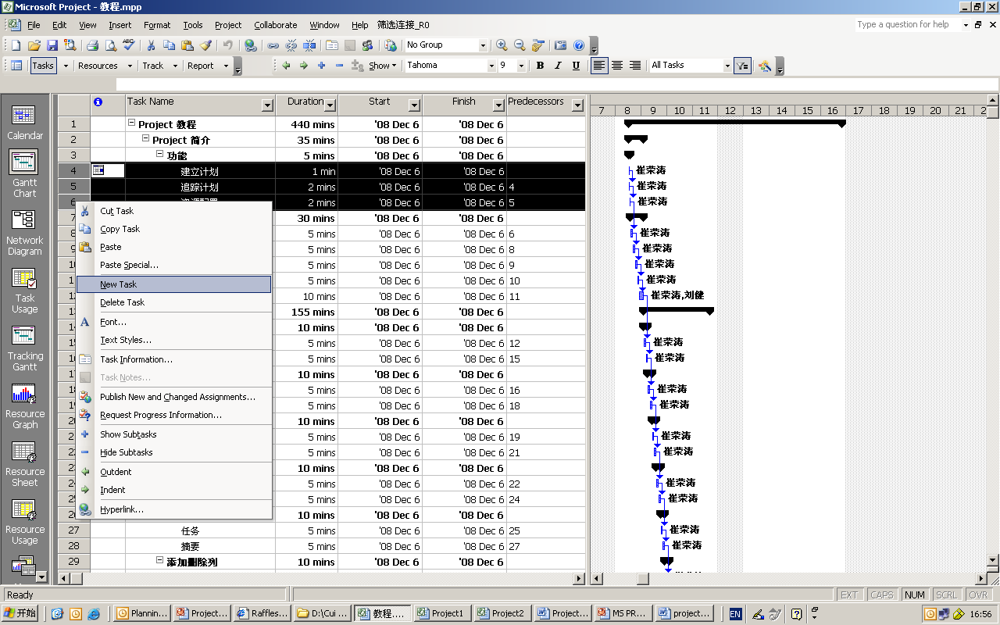 Microsoft Project - 教程.mpp
File Edit View Insert Format Tools Project Collaborate Window Help 筛选连接_R0
Type a question for help
No Group
Tasks Resources Track Report Show Tahoma 9 B I U All Tasks
Task Name Duration Start Finish Predecessors
7 8 9 10 11 12 13 14 15 16 17 18 19 20 21
1 Project 教程 440 mins '08 Dec 6 '08 Dec 6
2 Project 简介 35 mins '08 Dec 6 '08 Dec 6
3 功能 5 mins '08 Dec 6 '08 Dec 6
4 建立计划 1 min '08 Dec 6 '08 Dec 6 崔荣涛
5 追踪计划 2 mins '08 Dec 6 '08 Dec 6 4 崔荣涛
6 资源配置 2 mins '08 Dec 6 '08 Dec 6 5 崔荣涛
7 30 mins '08 Dec 6 '08 Dec 6
8 5 mins '08 Dec 6 '08 Dec 6 6 崔荣涛
9 5 mins '08 Dec 6 '08 Dec 6 8 崔荣涛
10 5 mins '08 Dec 6 '08 Dec 6 9 崔荣涛
11 5 mins '08 Dec 6 '08 Dec 6 10 崔荣涛
12 10 mins '08 Dec 6 '08 Dec 6 11 崔荣涛,刘健
13 155 mins '08 Dec 6 '08 Dec 6
14 10 mins '08 Dec 6 '08 Dec 6
15 5 mins '08 Dec 6 '08 Dec 6 12 崔荣涛
16 5 mins '08 Dec 6 '08 Dec 6 15 崔荣涛
17 10 mins '08 Dec 6 '08 Dec 6
18 5 mins '08 Dec 6 '08 Dec 6 16 崔荣涛
19 5 mins '08 Dec 6 '08 Dec 6 18 崔荣涛
10 mins '08 Dec 6 '08 Dec 6
21 5 mins '08 Dec 6 '08 Dec 6 19 崔荣涛
22 5 mins '08 Dec 6 '08 Dec 6 21 崔荣涛
23 10 mins '08 Dec 6 '08 Dec 6
24 5 mins '08 Dec 6 '08 Dec 6 22 崔荣涛
25 5 mins '08 Dec 6 '08 Dec 6 24 崔荣涛
26 10 mins '08 Dec 6 '08 Dec 6
27 任务 5 mins '08 Dec 6 '08 Dec 6 25 崔荣涛
28 摘要 5 mins '08 Dec 6 '08 Dec 6 27 崔荣涛
29 添加删除列 10 mins '08 Dec 6 '08 Dec 6
Cut Task
Copy Task
Paste
Paste Special...
New Task
Delete Task
Font...
Text Styles...
Task Information...
Task Notes...
Publish New and Changed Assignments...
Request Progress Information...
Show Subtasks
Hide Subtasks
Outdent
Indent
Hyperlink...
Calendar
Gantt
Chart
Network
Diagram
Task
Usage
Tracking
Gantt
Resource
Graph
Resource
Sheet
Resource
Usage
Ready EXT CAPS NUM SCRL OVR
开始 Plannin... Project... Raffles... D:\Cui ... 教程.... Project1 Project2 Project... MS PR... project... EN 16:56